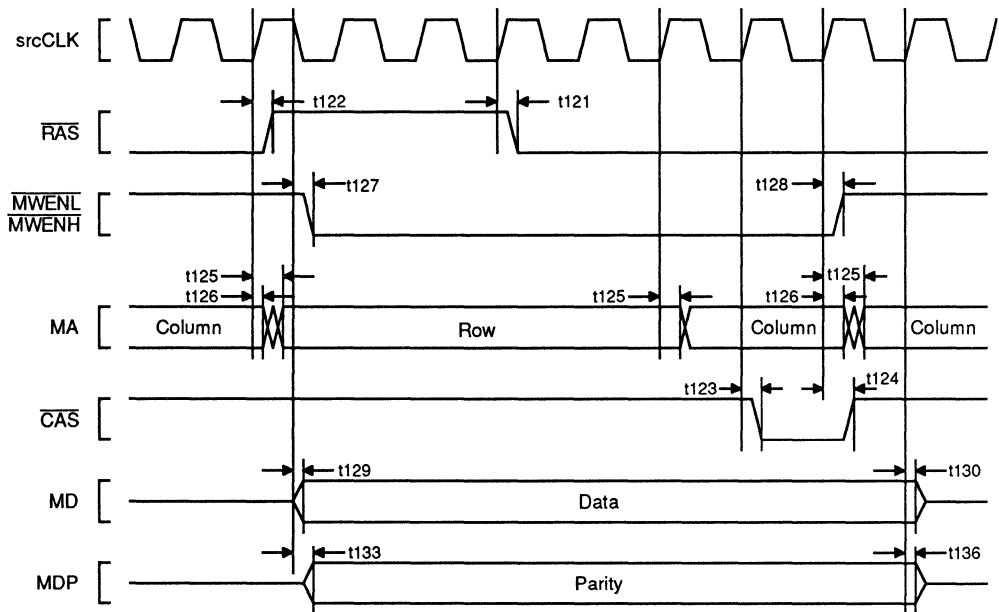 srcCLK
t122
t121
RAS
t127
t128
MWENL
MWENH
t125
t125
t126
t125
t126
MA
Column
Row
Column
Column
t123
t124
CAS
t129
t130
MD
Data
t133
t136
MDP
Parity